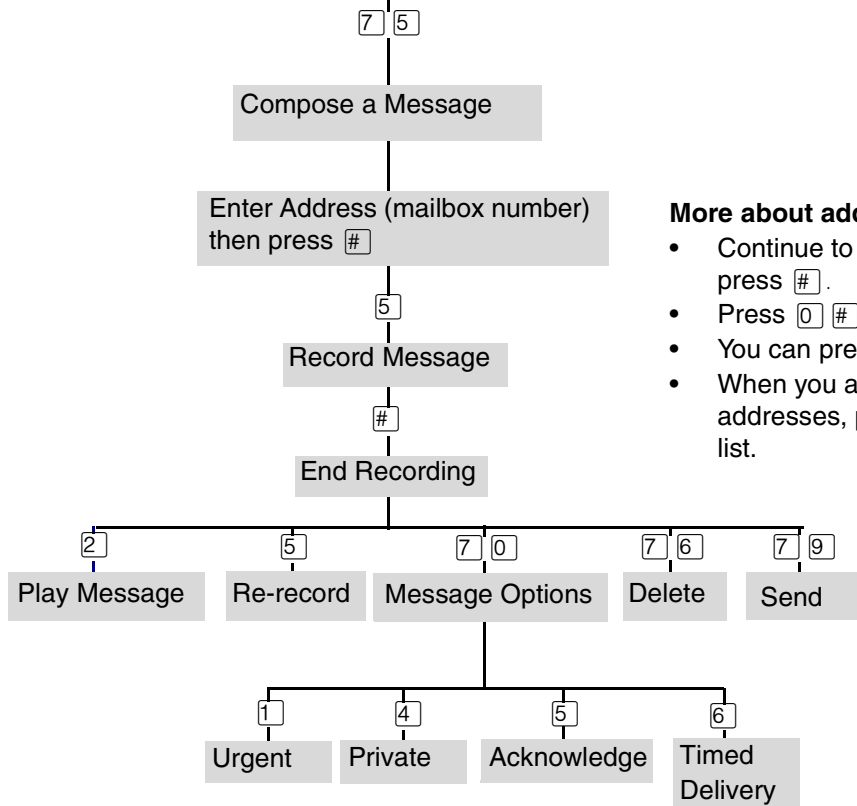 7 5
Compose a Message
Enter Address (mailbox number)
then press #
5
Record Message
#
End Recording
More about
• Continue to
press # .
• Press 0 #
• You can
• When you
addresses,
list.
2 5 7 0 7 6 7 9
Play Message Re-record Message Options Delete Send
1 4 5 6
Urgent Private Acknowledge Timed
Delivery